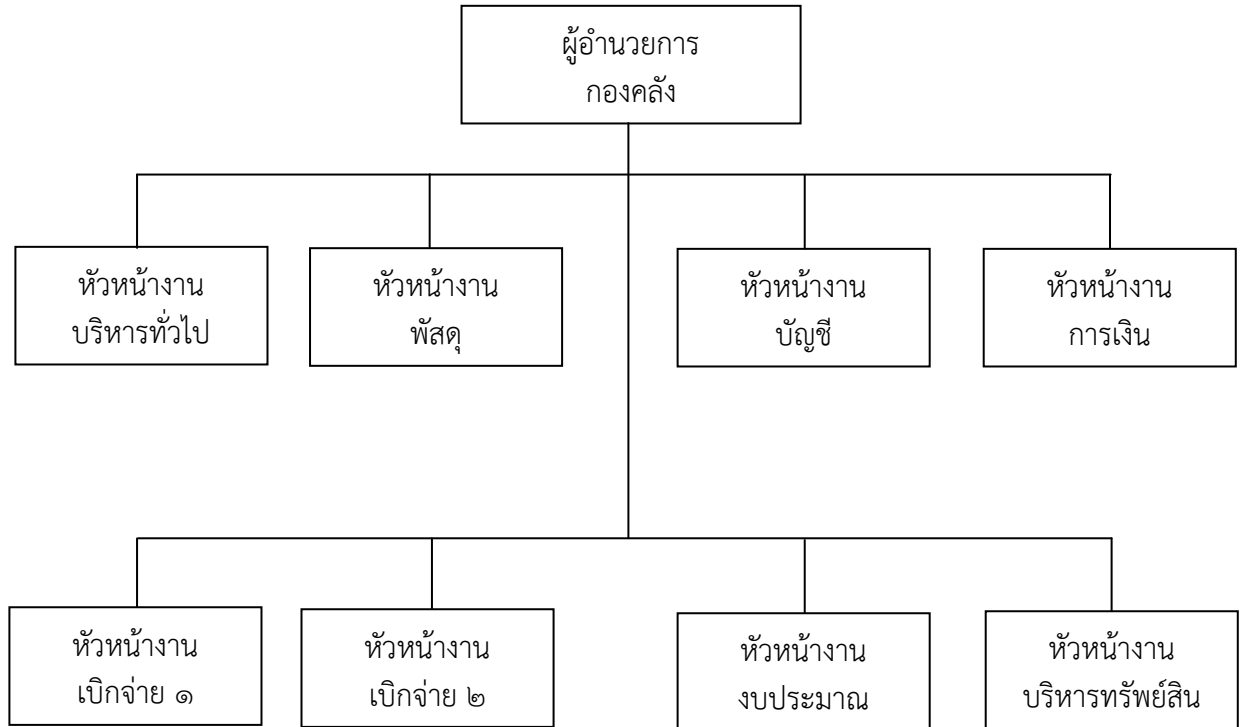 ผู้อำนวยการ
กองคลัง
หัวหน้างาน
บริหารทั่วไป
หัวหน้างาน
พัสดุ
หัวหน้างาน
บัญชี
หัวหน้างาน
การเงิน
หัวหน้างาน
เบิกจ่าย ๑
หัวหน้างาน
เบิกจ่าย ๒
หัวหน้างาน
งบประมาณ
หัวหน้างาน
บริหารทรัพย์สิน